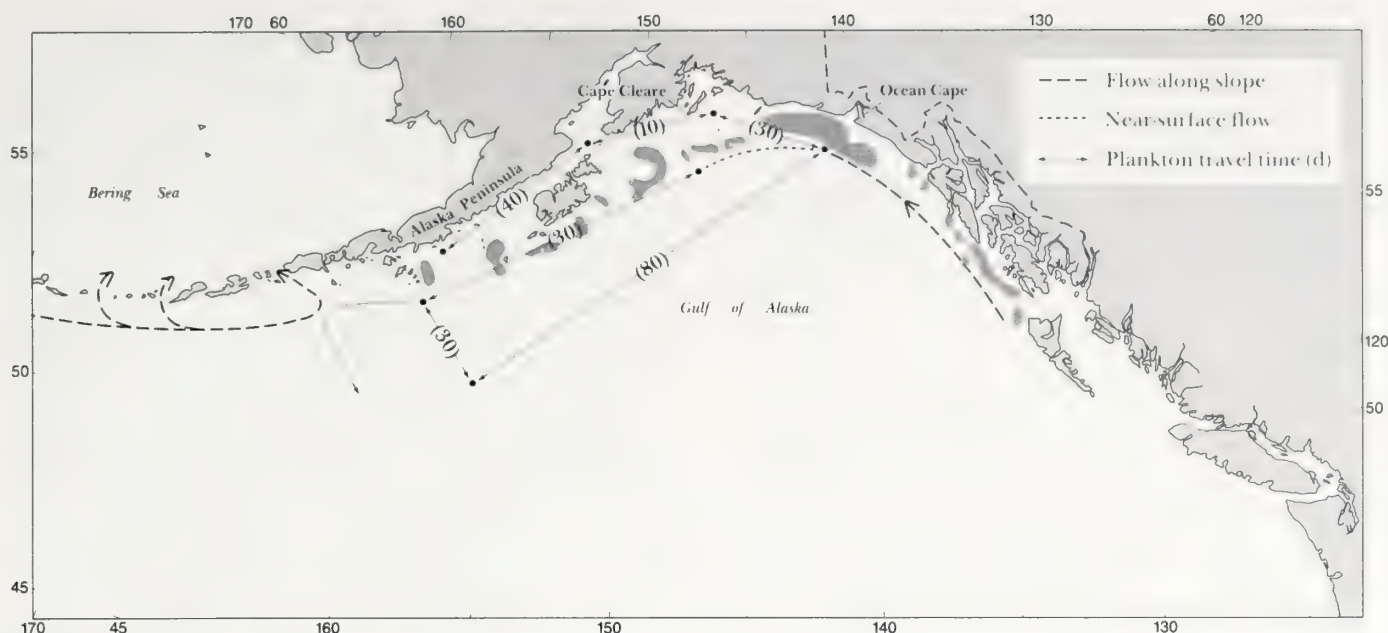 170 60 160 150 140 130 60 120
Cape Cleare
Ocean Cape
Flow along slope
Near-surface flow
Plankton travel time (d)
(10)
(30)
55
Bering Sea
Alaska Peninsula
(40)
(30)
55
(80)
Gulf of Alaska
(30)
120
50
50
45
170 45 160 150 140 130